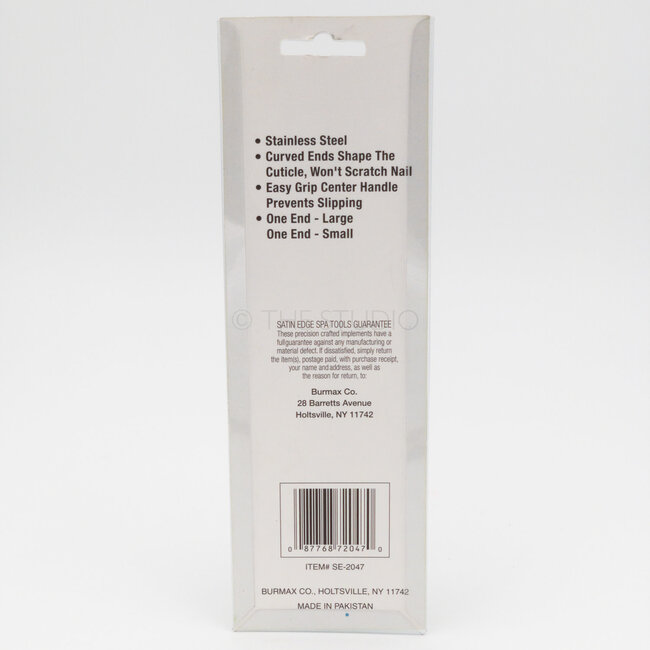 • Stainless Steel
• Curved Ends Shape The
Cuticle, Won't Scratch Nail
• Easy Grip Center Handle
Prevents Slipping
• One End - Large
One End - Small
© THE STUDIO
SATIN EDGE SPA TOOLS GUARANTEE
These precision crafted implements have a
fullguarantee against any manufacturing or
material defect. If dissatisfied, simply return
the item(s), postage paid, with purchase receipt,
your name and address, as well as
the reason for return, to:
Burmax Co.
28 Barretts Avenue
Holtsville, NY 11742
0 87768 72047 0
ITEM# SE-2047
BURMAX CO., HOLTSVILLE, NY 11742
MADE IN PAKISTAN